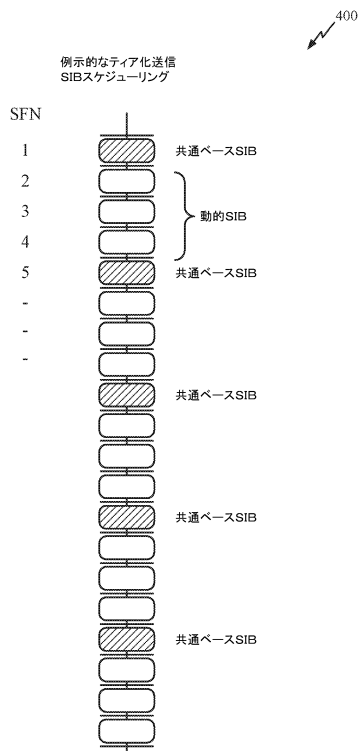 400
例示的なティア化送信
SIBスケジューリング
SFN
1 共通ベースSIB
2
3 動的SIB
4
5 共通ベースSIB
-
-
-
共通ベースSIB
共通ベースSIB
共通ベースSIB